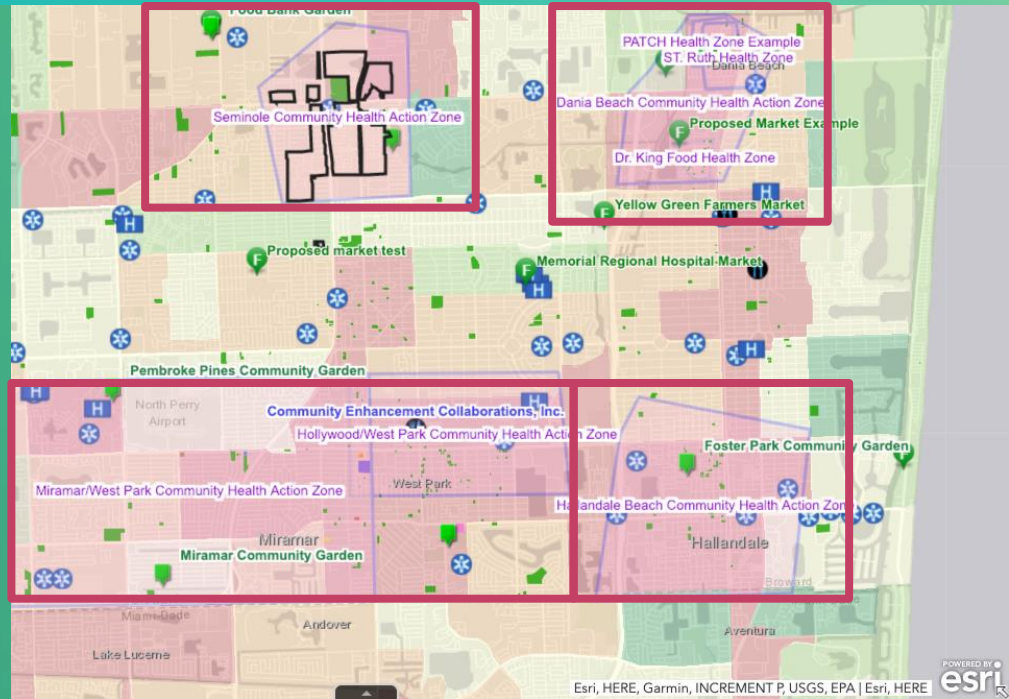 Food Bank Garden
PATCH Health Zone Example
ST. Ruth Health Zone
Dania Beach
Dania Beach Community Health Action Zone
Seminole Community Health Action Zone
F Proposed Market Example
Dr. King Food Health Zone
H
F Yellow Green Farmers Market
H
F Proposed market test
F Memorial Regional Hospital Market
H
H
Pembroke Pines Community Garden
H
H
North Perry
Airport
H
Community Enhancement Collaborations, Inc.
Hollywood/West Park Community Health Action Zone
Foster Park Community Garden
F
West Park
Miramar/West Park Community Health Action Zone
Hallandale Beach Community Health Action Zone
Miramar
Hallandale
Miramar Community Garden
Broward
Miami-Dade
Andover
Aventura
Lake Lucerne
POWERED BY
esri
Esri, HERE, Garmin, INCREMENT P, USGS, EPA | Esri, HERE